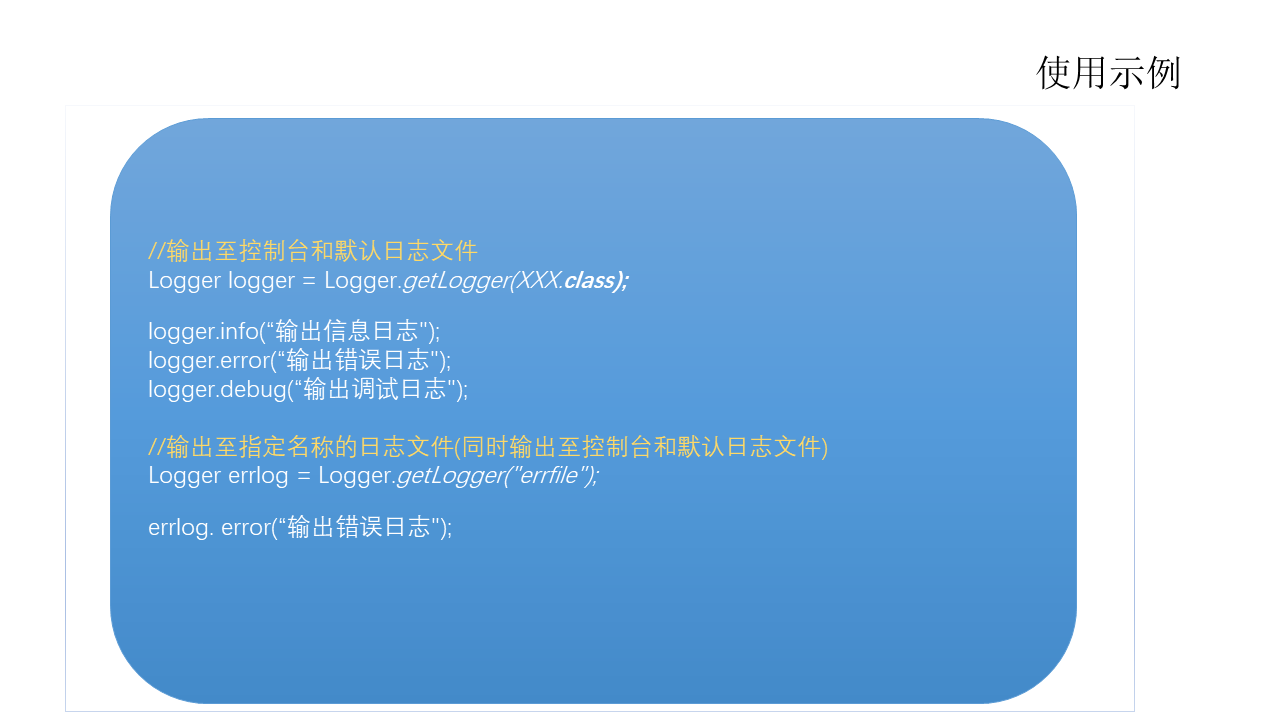 使用示例
//输出至控制台和默认日志文件
Logger logger = Logger.getLogger(XXX.class);
logger.info(“输出信息日志");
logger.error(“输出错误日志");
logger.debug(“输出调试日志");
//输出至指定名称的日志文件(同时输出至控制台和默认日志文件)
Logger errlog = Logger.getLogger("errfile");
errlog. error(“输出错误日志");